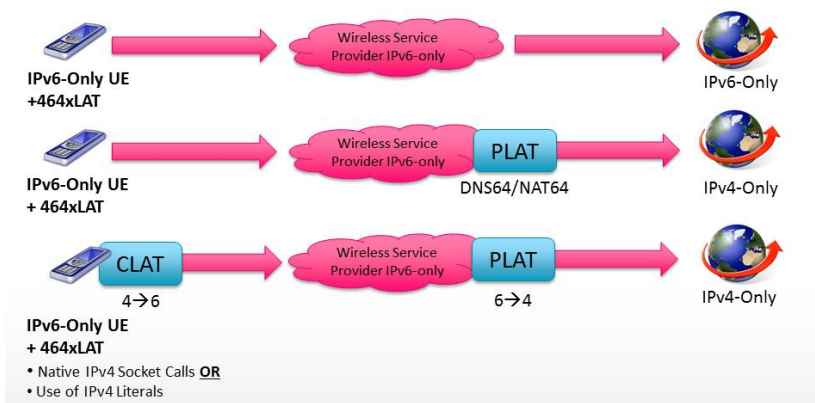 Wireless Service
Provider IPv6-only
IPv6-Only UE
+464xLAT
IPv6-Only
Wireless Service
Provider IPv6-only
PLAT
IPv6-Only UE
+ 464xLAT
DNS64/NAT64
IPv4-Only
CLAT
Wireless Service
Provider IPv6-only
PLAT
4→6
6→4
IPv4-Only
IPv6-Only UE
+ 464xLAT
• Native IPv4 Socket Calls OR
• Use of IPv4 Literals